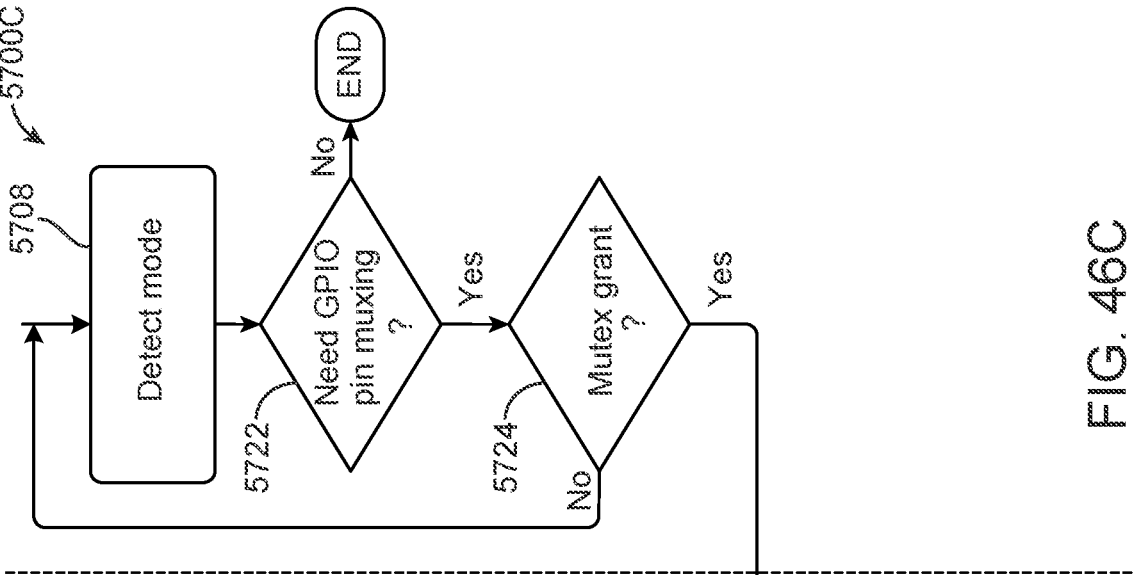 5700C
5708
Detect mode
5722
Need GPIO
pin muxing
?
No
END
Yes
5724
Mutex grant
?
No
Yes
FIG. 46C